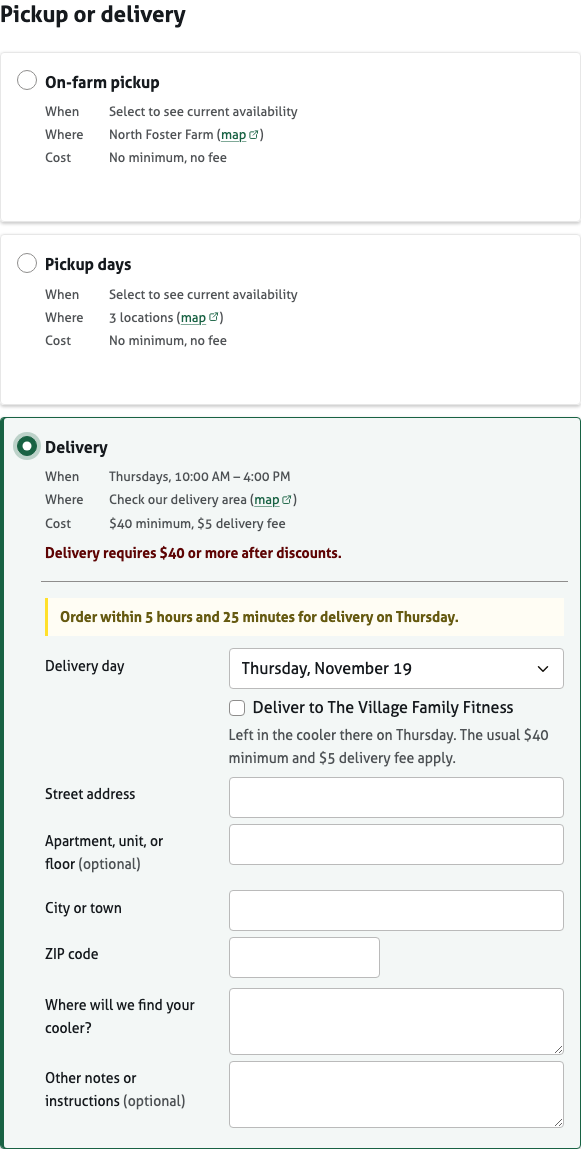 Pickup or delivery
On-farm pickup
When Select to see current availability
Where North Foster Farm (map)
Cost No minimum, no fee
Pickup days
When Select to see current availability
Where 3 locations (map)
Cost No minimum, no fee
Delivery
When Thursdays, 10:00 AM – 4:00 PM
Where Check our delivery area (map)
Cost $40 minimum, $5 delivery fee
Delivery requires $40 or more after discounts.
Order within 5 hours and 25 minutes for delivery on Thursday.
Delivery day Thursday, November 19
Deliver to The Village Family Fitness
Left in the cooler there on Thursday. The usual $40
minimum and $5 delivery fee apply.
Street address
Apartment, unit, or
floor (optional)
City or town
ZIP code
Where will we find your
cooler?
Other notes or
instructions (optional)